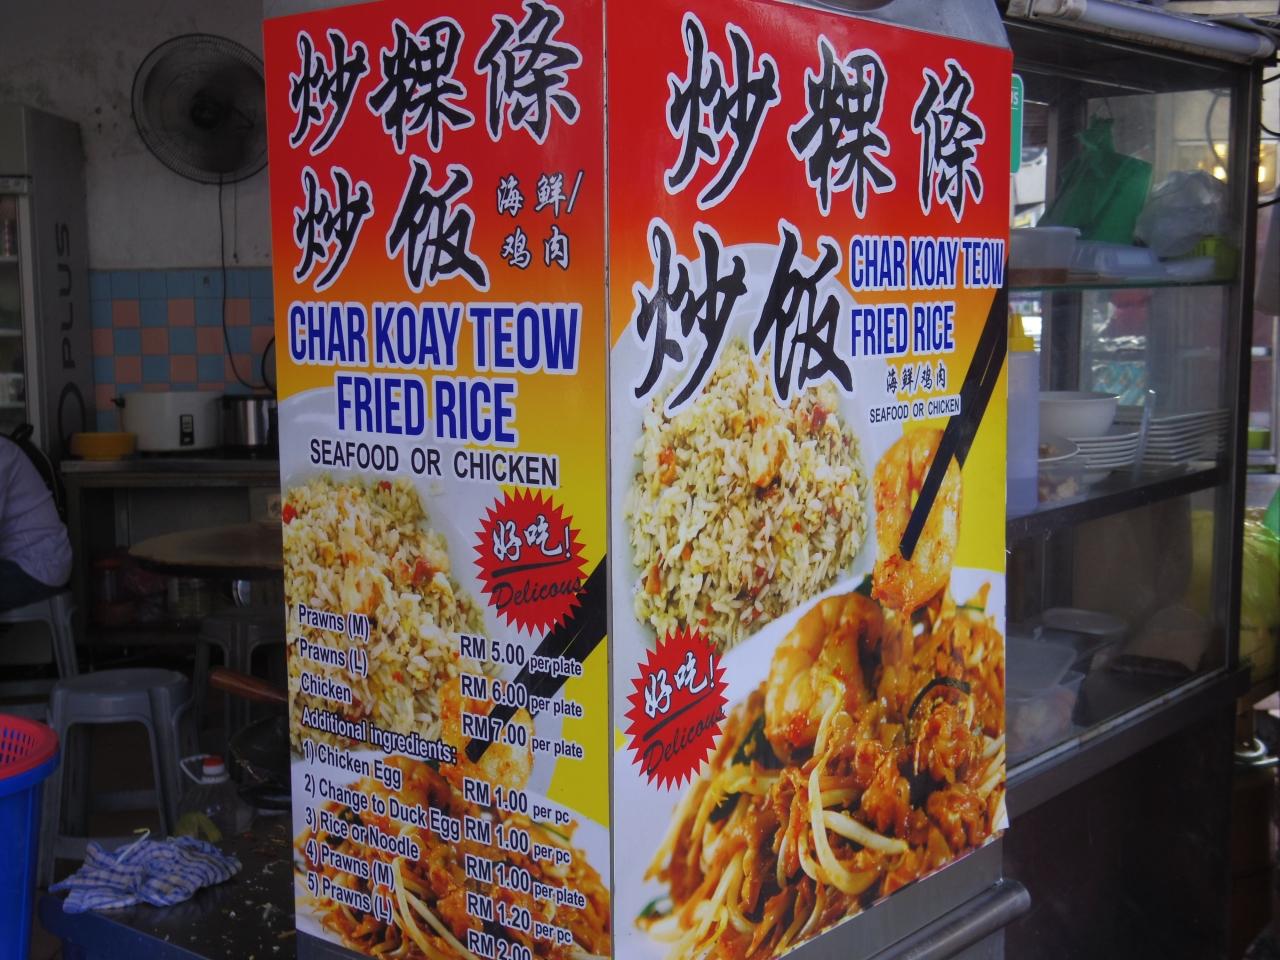 炒粿條
炒饭 海鲜/
鸡肉
CHAR KOAY TEOW
FRIED RICE
SEAFOOD OR CHICKEN
好吃!
Delicous
Prawns (M) RM 5.00 per plate
Prawns (L) RM 6.00 per plate
Chicken RM 7.00 per plate
Additional ingredients:
1) Chicken Egg RM 1.00 per pc
2) Change to Duck Egg RM 1.00 per pc
3) Rice or Noodle RM 1.00 per plate
4) Prawns (M) RM 1.20 per pc
5) Prawns (L) RM 2.00
炒粿條
炒饭
CHAR KOAY TEOW
FRIED RICE
海鲜/鸡肉
SEAFOOD OR CHICKEN
好吃!
Delicous
PLUS